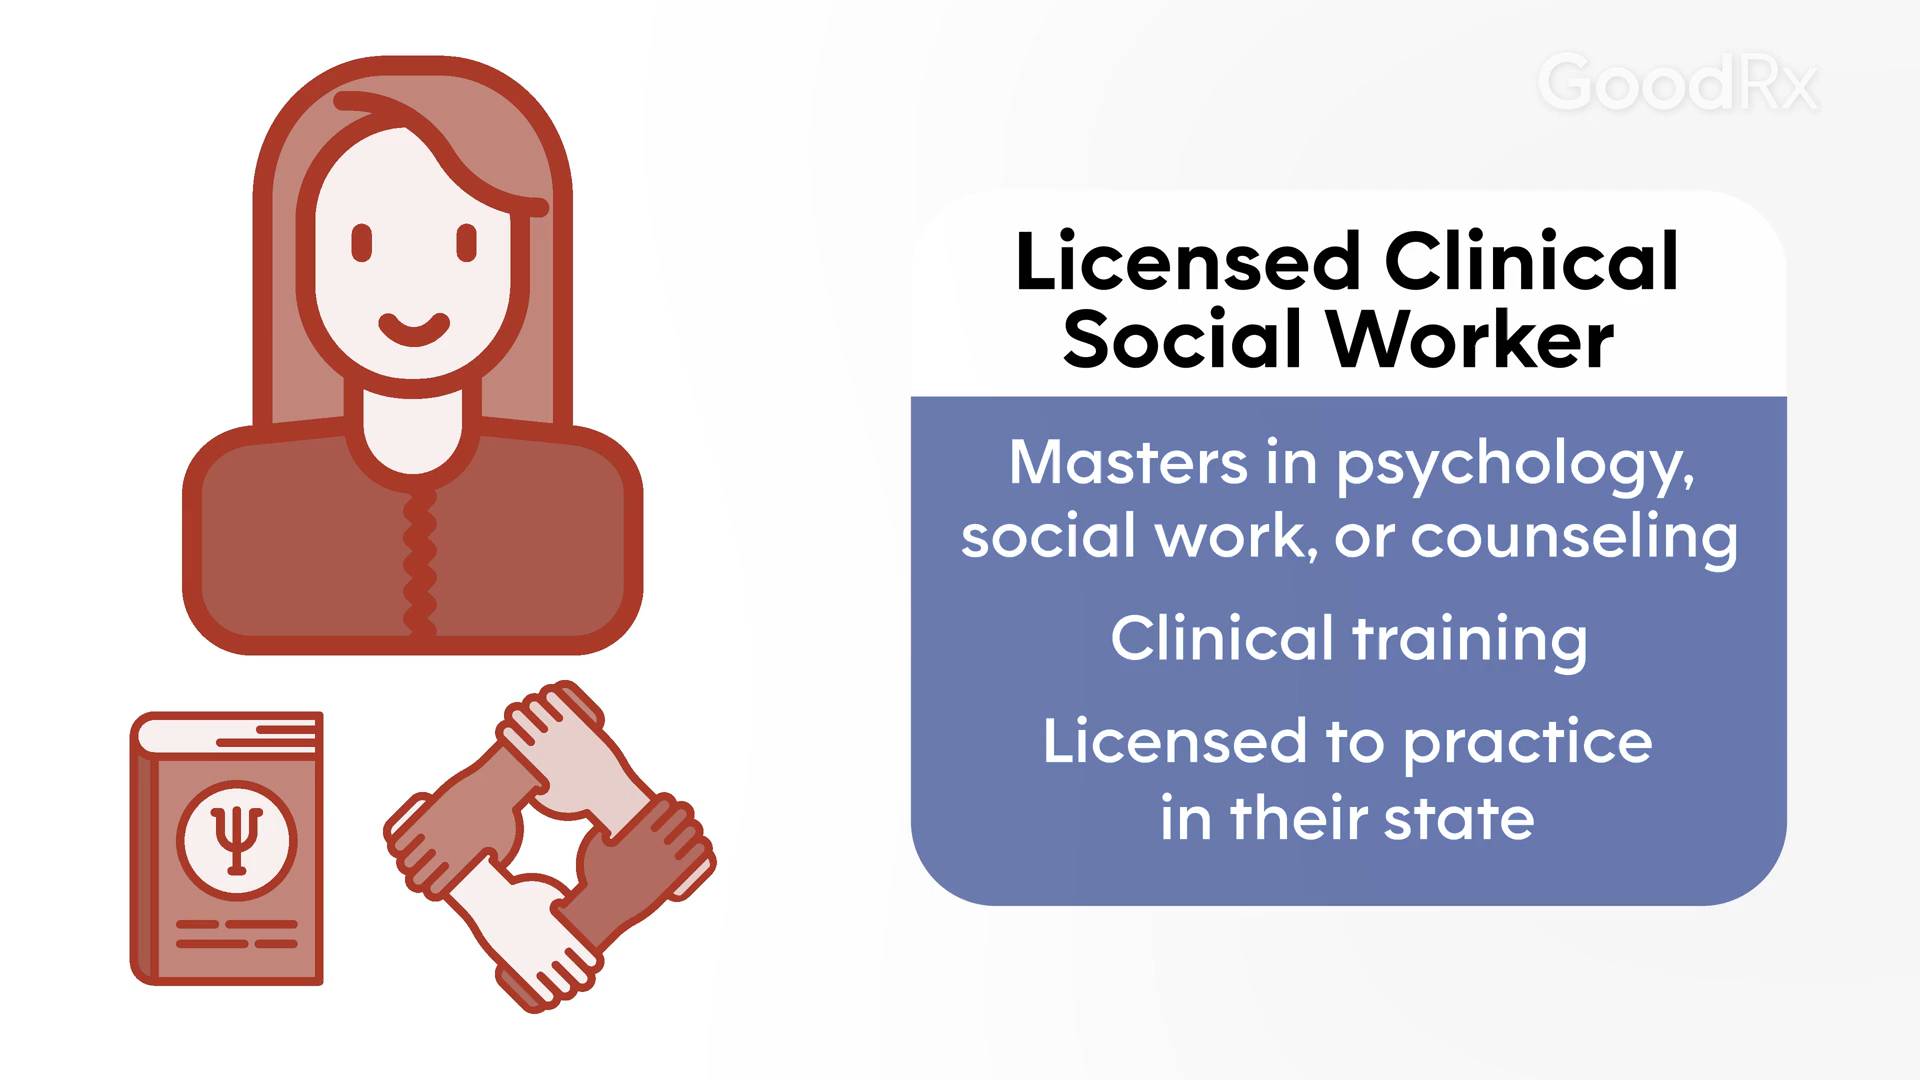 GoodRx
Licensed Clinical
Social Worker
Masters in psychology,
social work, or counseling
Clinical training
Licensed to practice
in their state
Ψ